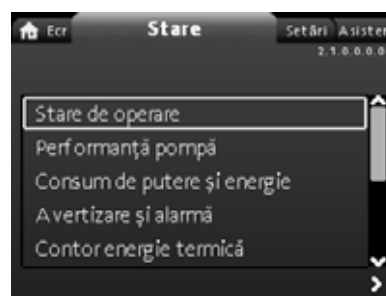 Ecr Stare Setări Asister
2.1.0.0.0.0
Stare de operare
Performanță pompă
Consum de putere și energie
Avertizare și alarmă
Contor energie termică